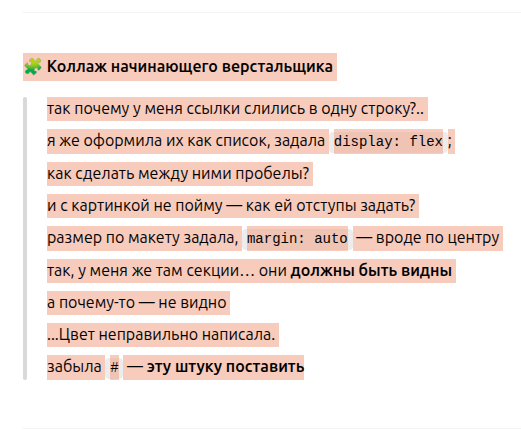 🧩 Коллаж начинающего верстальщика
так почему у меня ссылки слились в одну строку?..
я же оформила их как список, задала display: flex;
как сделать между ними пробелы?
и с картинкой не пойму — как ей отступы задать?
размер по макету задала, margin: auto — вроде по центру
так, у меня же там секции… они должны быть видны
а почему-то — не видно
...Цвет неправильно написала.
забыла # — эту штуку поставить